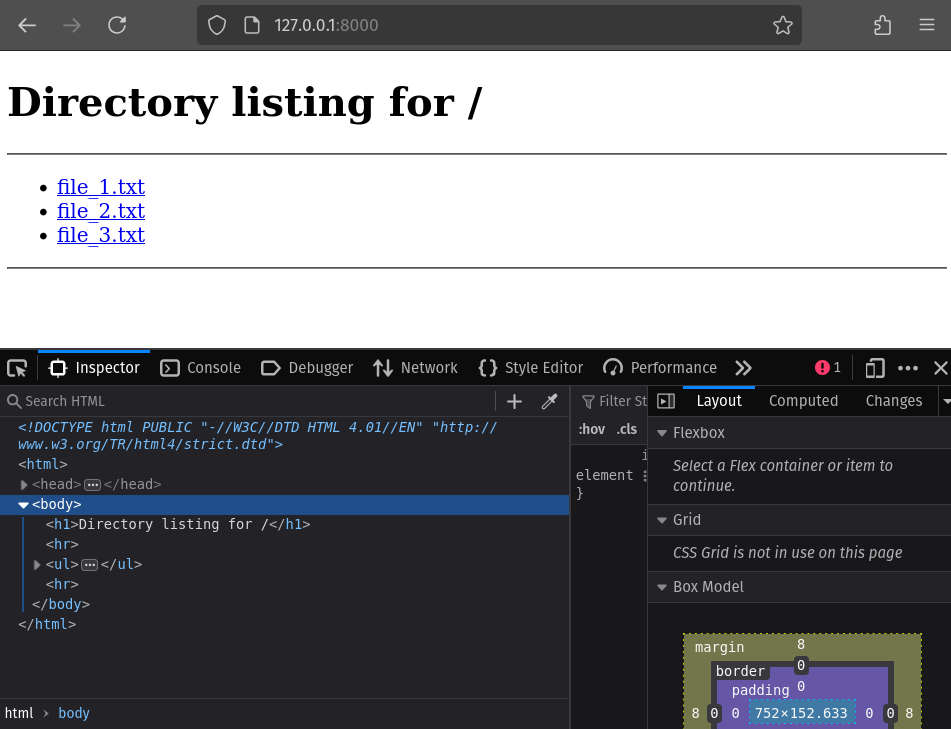 127.0.0.1:8000
Directory listing for /
file_1.txt
file_2.txt
file_3.txt
Inspector Console Debugger Network Style Editor Performance 1
Search HTML
Filter St
Layout Computed Changes
:hov .cls
<!DOCTYPE html PUBLIC "-//W3C//DTD HTML 4.01//EN" "http://
www.w3.org/TR/html4/strict.dtd">
<html>
<head> </head>
<body>
<h1>Directory listing for /</h1>
<hr>
<ul> </ul>
<hr>
</body>
</html>
html › body
element
}
Flexbox
Select a Flex container or item to
continue.
Grid
CSS Grid is not in use on this page
Box Model
margin 8
border 0
padding 0
8 0 0 752×152.633 0 0 8